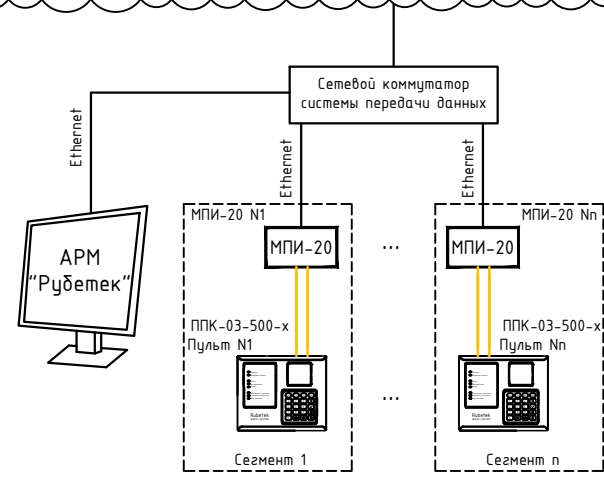 Сетевой коммутатор
системы передачи данных
Ethernet
Ethernet
Ethernet
МПИ-20 N1
МПИ-20 Nn
АРМ
"Рубетек"
МПИ-20
...
МПИ-20
ППК-03-500-х
Пульт N1
ППК-03-500-х
Пульт Nn
...
Rubetek
Rubetek
Сегмент 1
Сегмент n